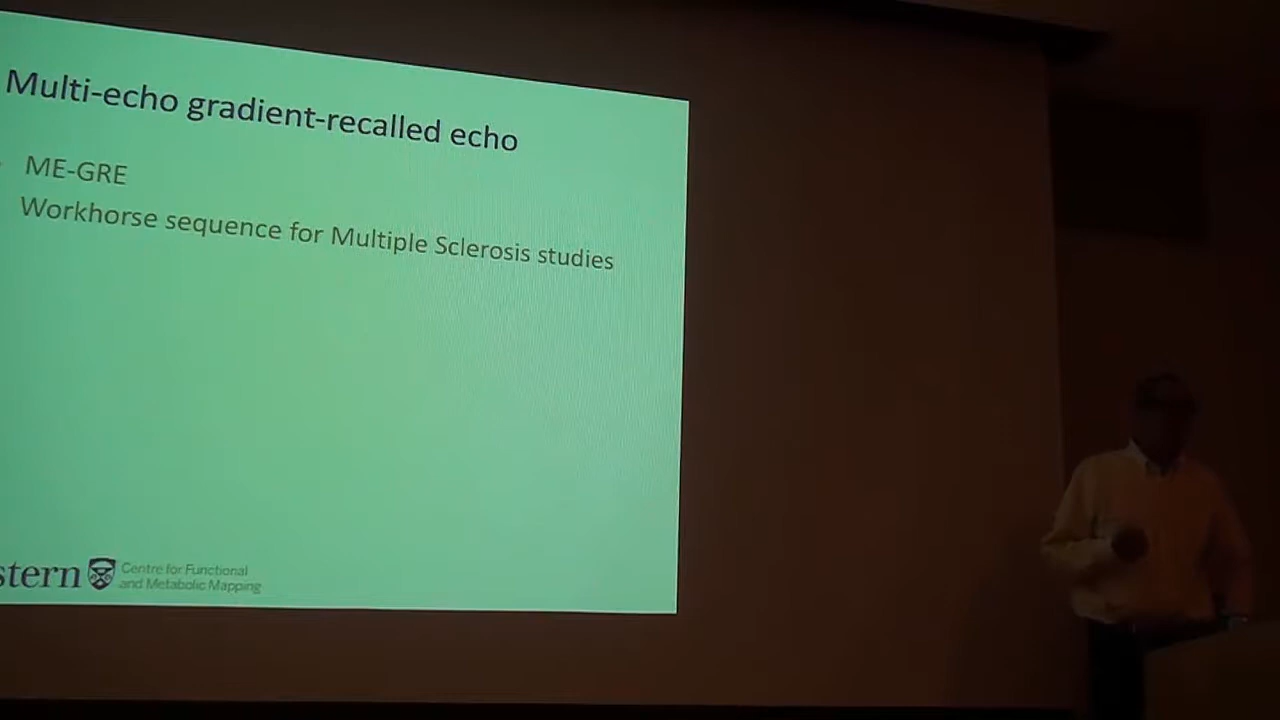 Multi-echo gradient-recalled echo
ME-GRE
Workhorse sequence for Multiple Sclerosis studies
stern
Centre for Functional
and Metabolic Mapping